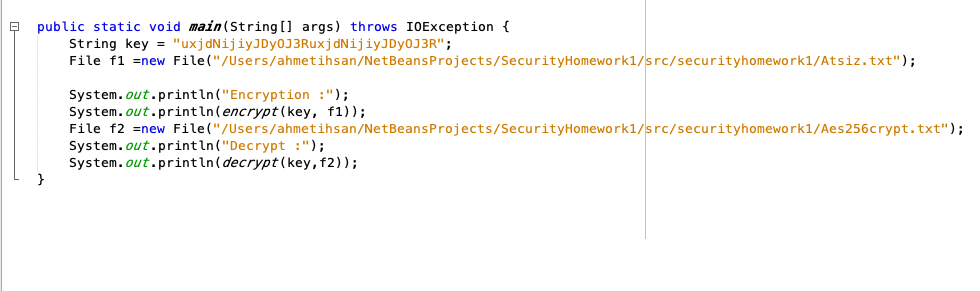 public static void main(String[] args) throws IOException {
String key = "uxjdNijiyJDyOJ3RuxjdNijiyJDyOJ3R";
File f1 =new File("/Users/ahmetihsan/NetBeansProjects/SecurityHomework1/src/securityhomework1/Atsiz.txt");
System.out.println("Encryption :");
System.out.println(encrypt(key, f1));
File f2 =new File("/Users/ahmetihsan/NetBeansProjects/SecurityHomework1/src/securityhomework1/Aes256crypt.txt");
System.out.println("Decrypt :");
System.out.println(decrypt(key,f2));
}